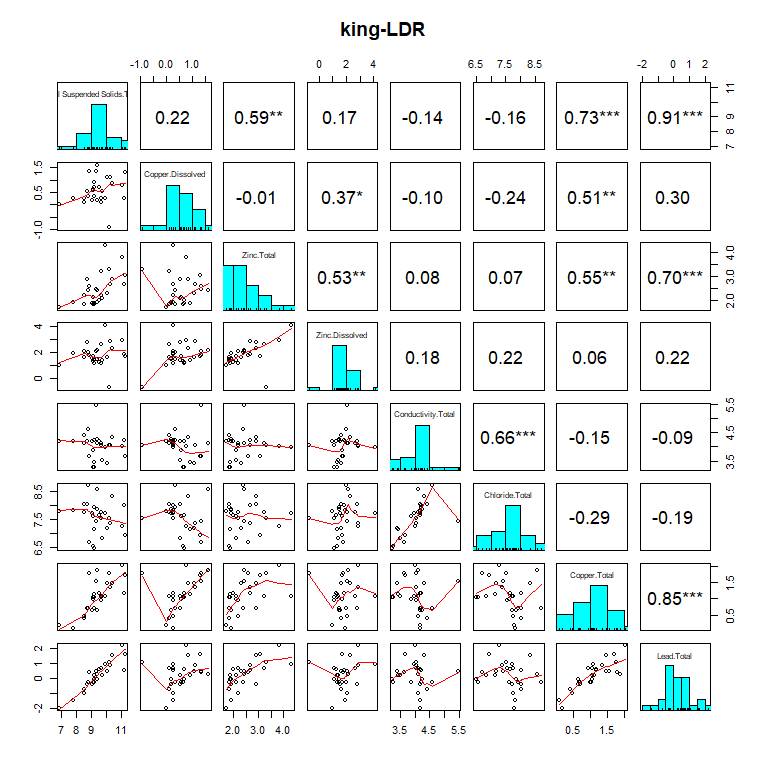 king-LDR
-1.0 0.0 1.0
0 2 4
6.5 7.5 8.5
-2 0 1 2
l Suspended Solids.T
0.22
0.59**
0.17
-0.14
-0.16
0.73***
0.91***
7 8 9 11
-1.0 0.5 1.5
Copper.Dissolved
-0.01
0.37*
-0.10
-0.24
0.51**
0.30
Zinc.Total
0.53**
0.08
0.07
0.55**
0.70***
2.0 3.0 4.0
0 2 4
Zinc.Dissolved
0.18
0.22
0.06
0.22
Conductivity.Total
0.66***
-0.15
-0.09
3.5 4.5 5.5
6.5 7.5 8.5
Chloride.Total
-0.29
-0.19
Copper.Total
0.85***
0.5 1.5
-2 0 1 2
Lead.Total
7 8 9 11
2.0 3.0 4.0
3.5 4.5 5.5
0.5 1.5